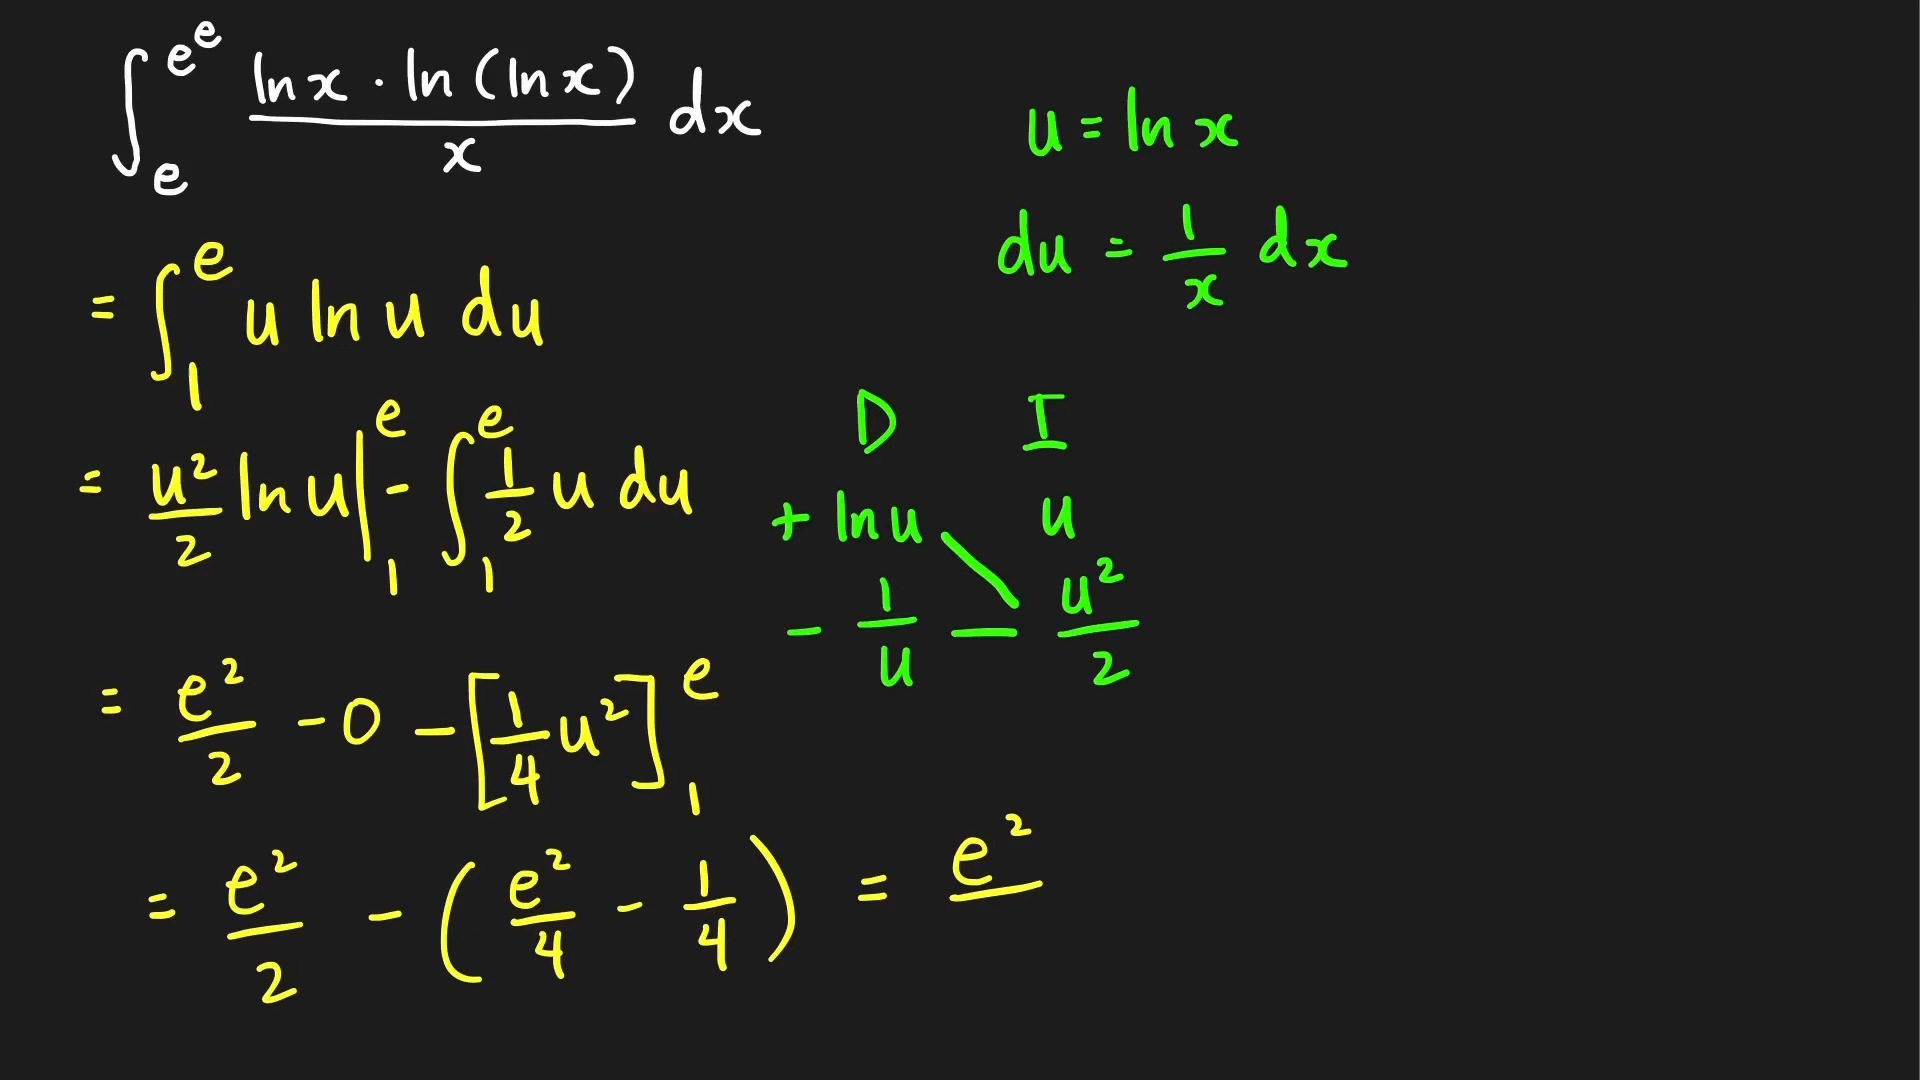 ∫_e^{e^e} (ln x · ln(ln x))/x dx
u = ln x
du = 1/x dx
= ∫_1^e u ln u du
D I
+ ln u u
- 1/u — u²/2
= u²/2 ln u |_1^e - ∫_1^e 1/2 u du
= e²/2 - 0 - [1/4 u²]_1^e
= e²/2 - (e²/4 - 1/4) = e²